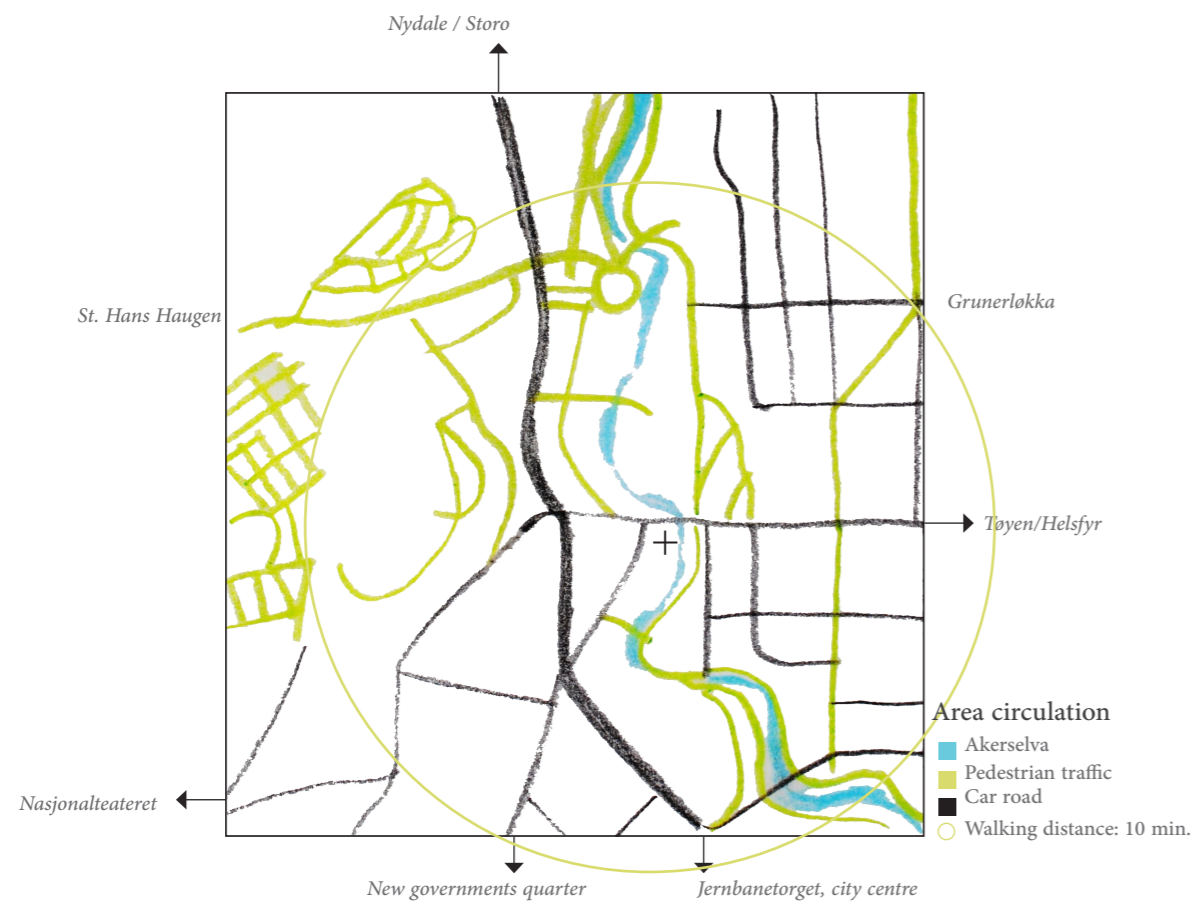 Nydale / Storo
St. Hans Haugen
Grunerløkka
Tøyen/Helsfyr
Area circulation
Akerselva
Pedestrian traffic
Car road
Walking distance: 10 min.
Nasjonalteateret
New governments quarter
Jernbanetorget, city centre